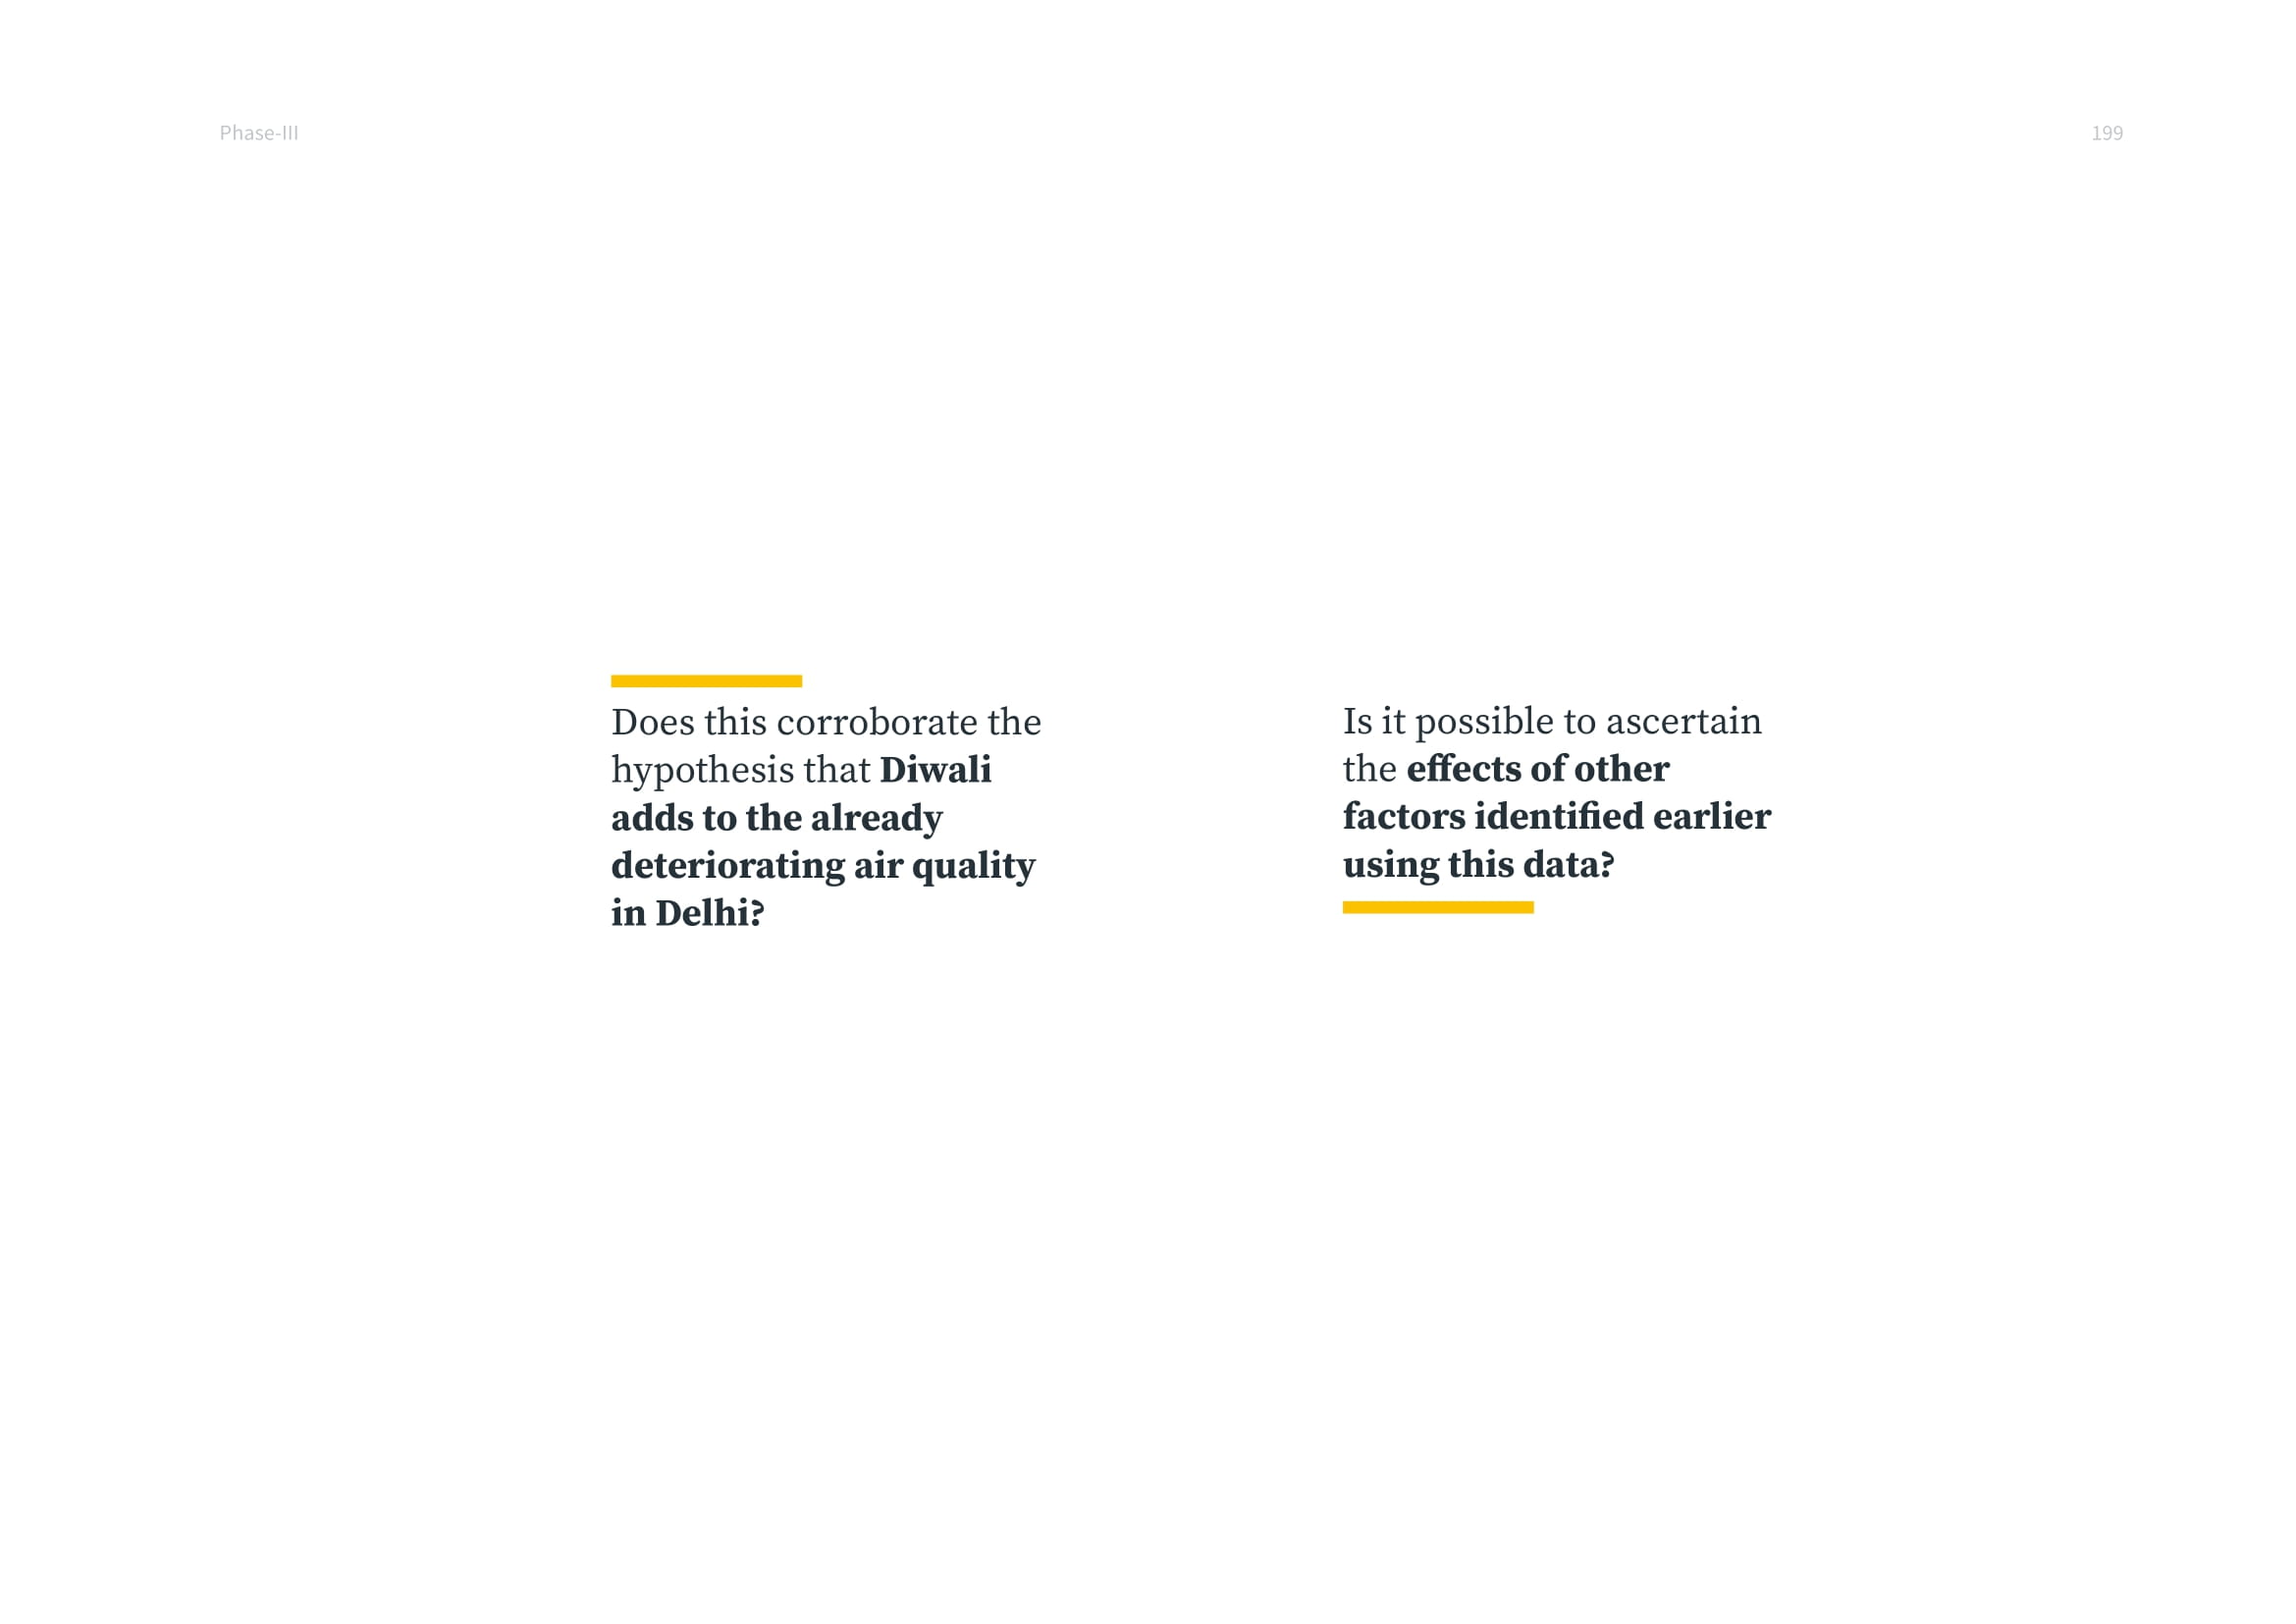 Phase-III
199
Does this corroborate the
hypothesis that Diwali
adds to the already
deteriorating air quality
in Delhi?
Is it possible to ascertain
the effects of other
factors identified earlier
using this data?